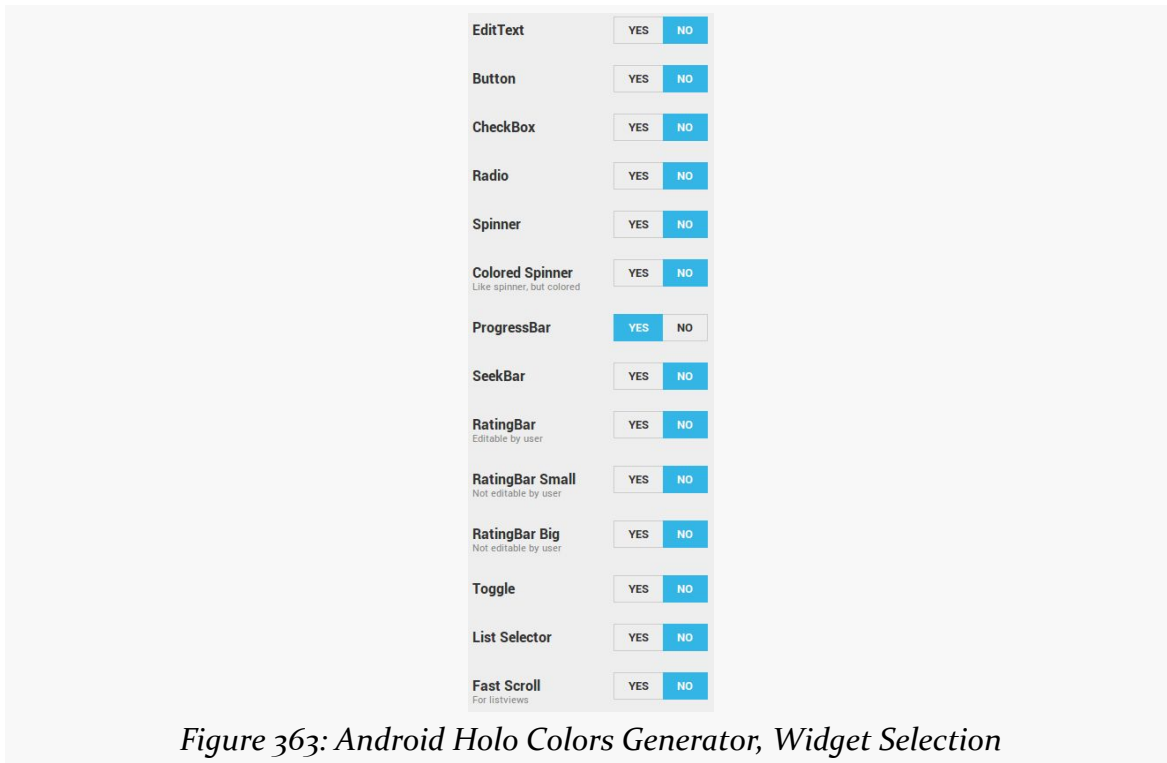 EditText YES NO
Button YES NO
CheckBox YES NO
Radio YES NO
Spinner YES NO
Colored Spinner YES NO
Like spinner, but colored
ProgressBar YES NO
SeekBar YES NO
RatingBar YES NO
Editable by user
RatingBar Small YES NO
Not editable by user
RatingBar Big YES NO
Not editable by user
Toggle YES NO
List Selector YES NO
Fast Scroll YES NO
For listviews
Figure 363: Android Holo Colors Generator, Widget Selection